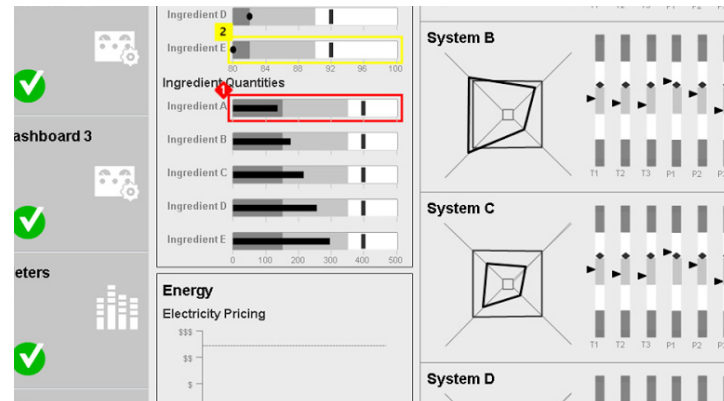 Ingredient D
2
Ingredient E
80 84 88 92 96 100
Ingredient Quantities
1
Ingredient A
Ingredient B
Ingredient C
Ingredient D
Ingredient E
0 100 200 300 400 500
Energy
Electricity Pricing
$$$
$$
$
ashboard 3
eters
System B
T1 T2 T3 P1 P2 P
System C
T1 T2 T3 P1 P2 P
System D